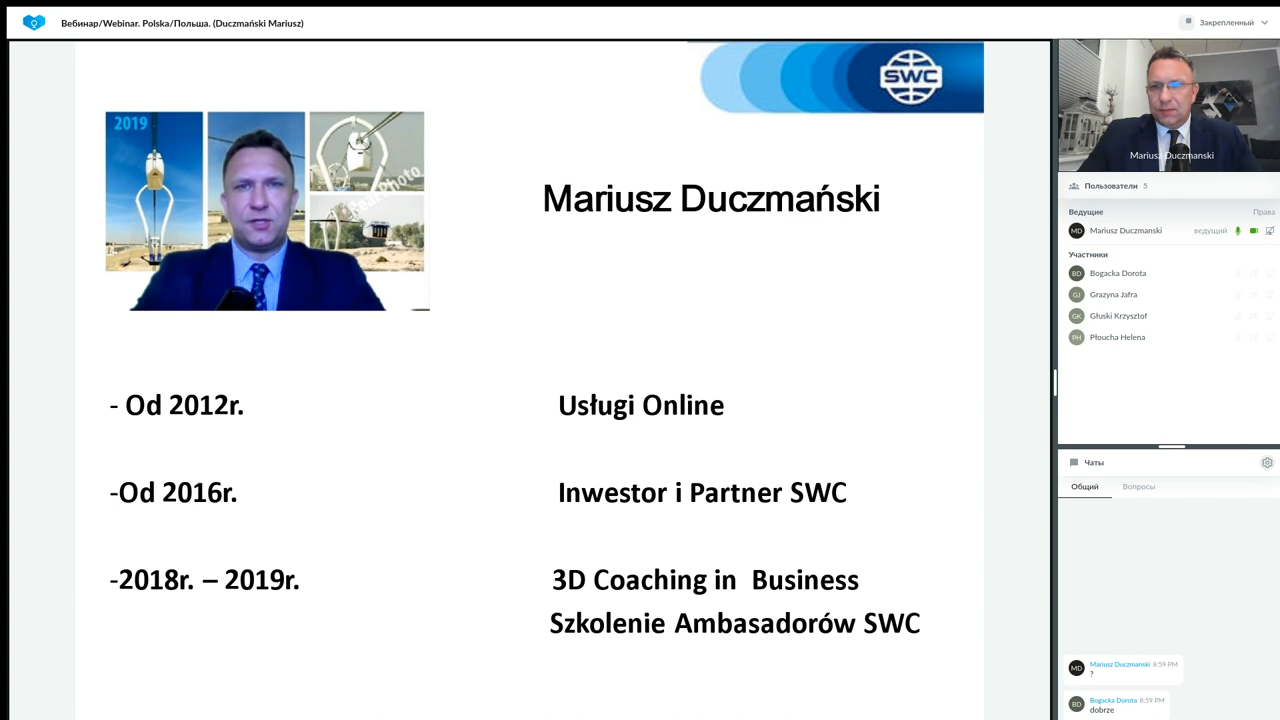 Вебинар/Webinar. Polska/Польша. (Duczmański Mariusz)
Закрепленный
SWC
2019
RealPhoto
Mariusz Duczmański
- Od 2012r. Usługi Online
-Od 2016r. Inwestor i Partner SWC
-2018r. – 2019r. 3D Coaching in Business
Szkolenie Ambasadorów SWC
Mariusz Duczmanski
Пользователи 5
Ведущие Права
MD Mariusz Duczmanski ведущий
Участники
BD Bogacka Dorota
GJ Grazyna Jafra
GK Głuski Krzysztof
PH Płoucha Helena
Чаты
Общий Вопросы
MD Mariusz Duczmanski 8:59 PM
?
BD Bogacka Dorota 8:59 PM
dobrze